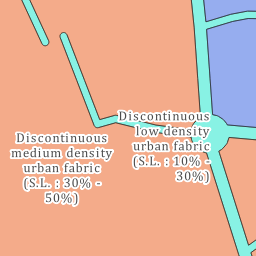 Discontinuous
low density
urban fabric
(S.L. : 10% -
30%)
Discontinuous
medium density
urban fabric
(S.L. : 30% -
50%)